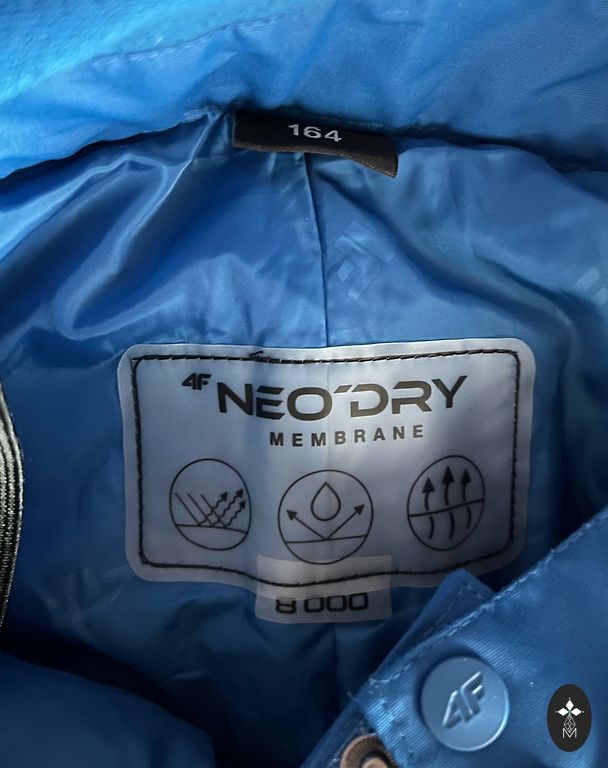 164
4F NEO'DRY
MEMBRANE
8 000
4F
M